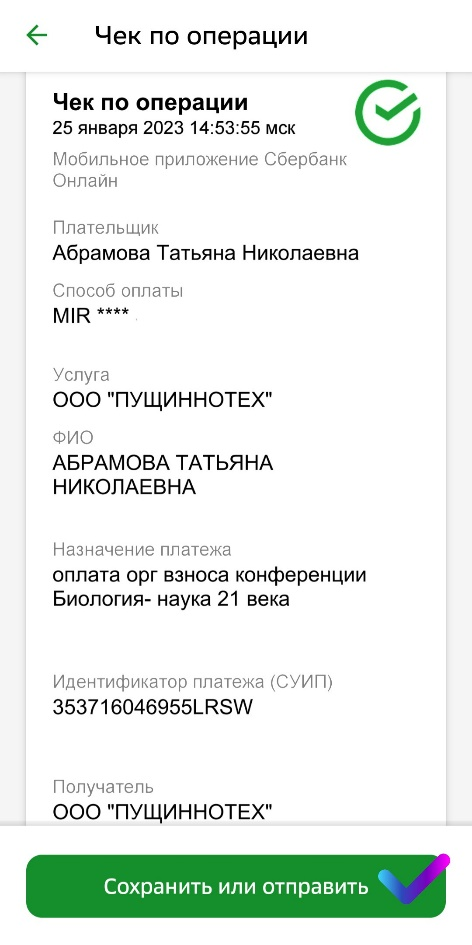 Чек по операции
Чек по операции
25 января 2023 14:53:55 мск
Мобильное приложение Сбербанк
Онлайн
Плательщик
Абрамова Татьяна Николаевна
Способ оплаты
MIR ****
Услуга
ООО "ПУЩИННОТЕХ"
ФИО
АБРАМОВА ТАТЬЯНА
НИКОЛАЕВНА
Назначение платежа
оплата орг взноса конференции
Биология- наука 21 века
Идентификатор платежа (СУИП)
353716046955LRSW
Получатель
ООО "ПУЩИННОТЕХ"
Сохранить или отправить